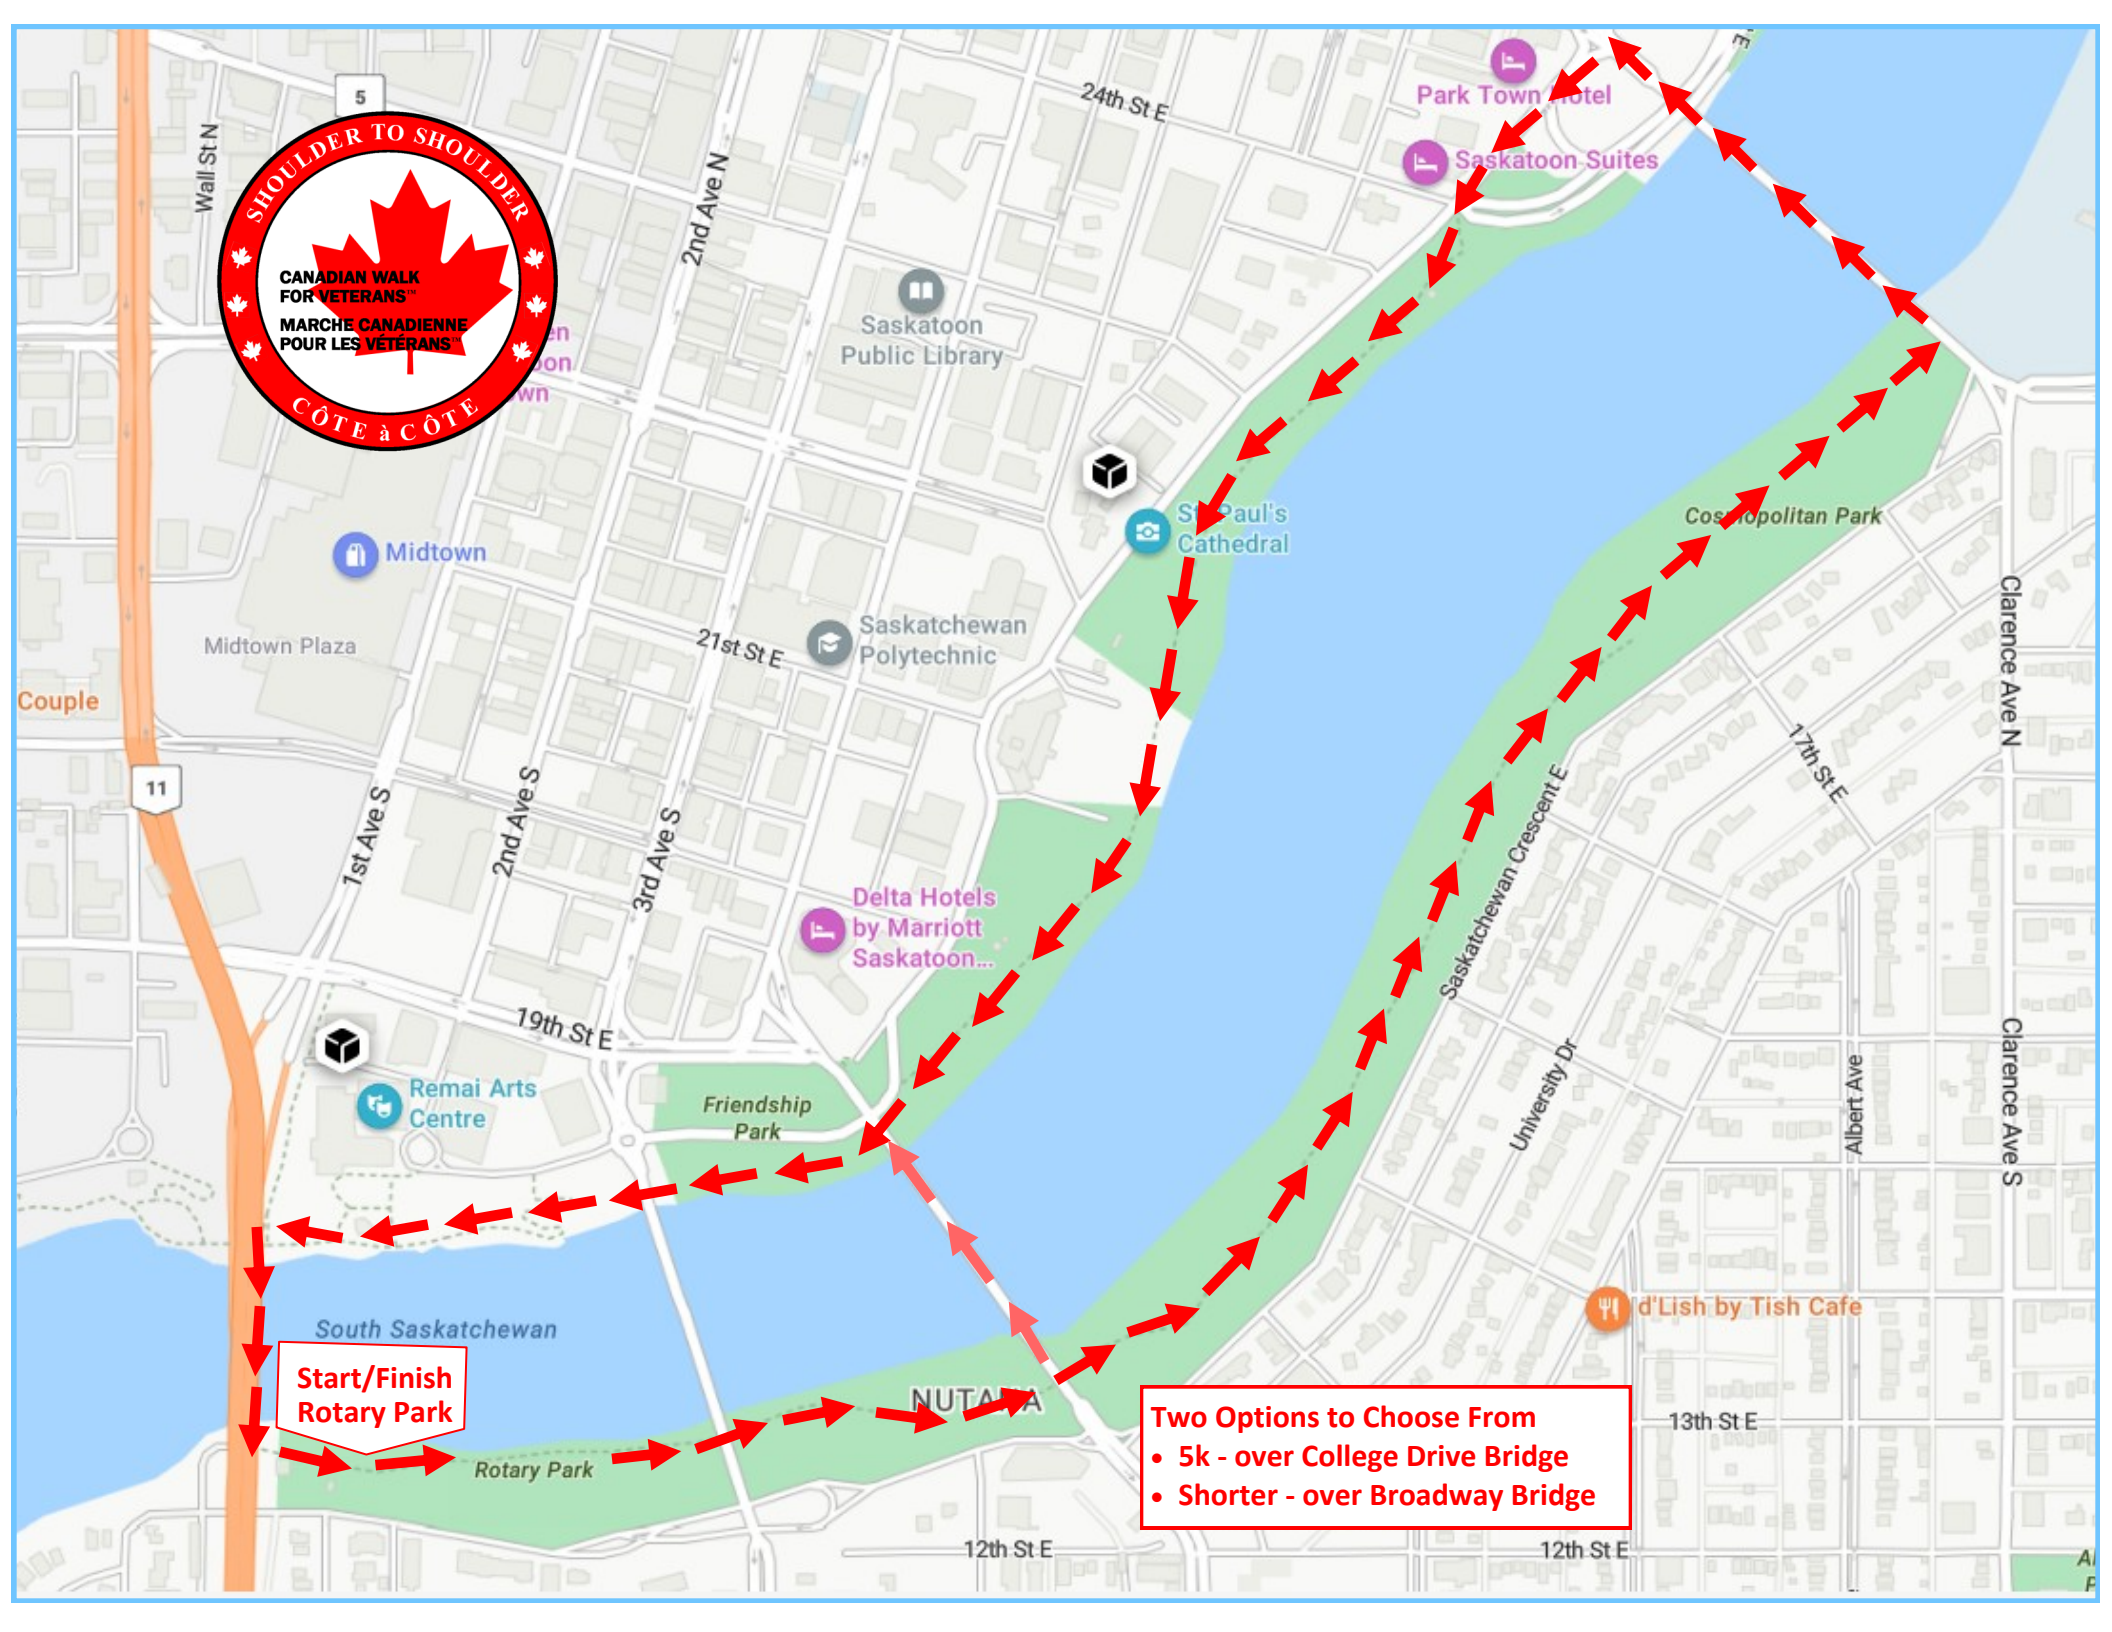 E
24th St E
Park Town Hotel
5
SHOULDER TO SHOULDER
Wall St N
2nd Ave N
Saskatoon Suites
CANADIAN WALK
FOR VETERANS™
MARCHE CANADIENNE
POUR LES VÉTÉRANS™
CÔTE à CÔTE
en
oon
wn
Saskatoon
Public Library
St. Paul's
Cathedral
Cosmopolitan Park
Midtown
Midtown Plaza
21st St E
Saskatchewan
Polytechnic
Clarence Ave N
Couple
11
17th St E
1st Ave S
2nd Ave S
3rd Ave S
Saskatchewan Crescent E
Delta Hotels
by Marriott
Saskatoon...
19th St E
Remai Arts
Centre
Friendship
Park
University Dr
Albert Ave
Clarence Ave S
South Saskatchewan
d'Lish by Tish Cafe
Start/Finish
Rotary Park
NUTANA
Rotary Park
Two Options to Choose From
• 5k - over College Drive Bridge
• Shorter - over Broadway Bridge
13th St E
12th St E
12th St E
Al
P